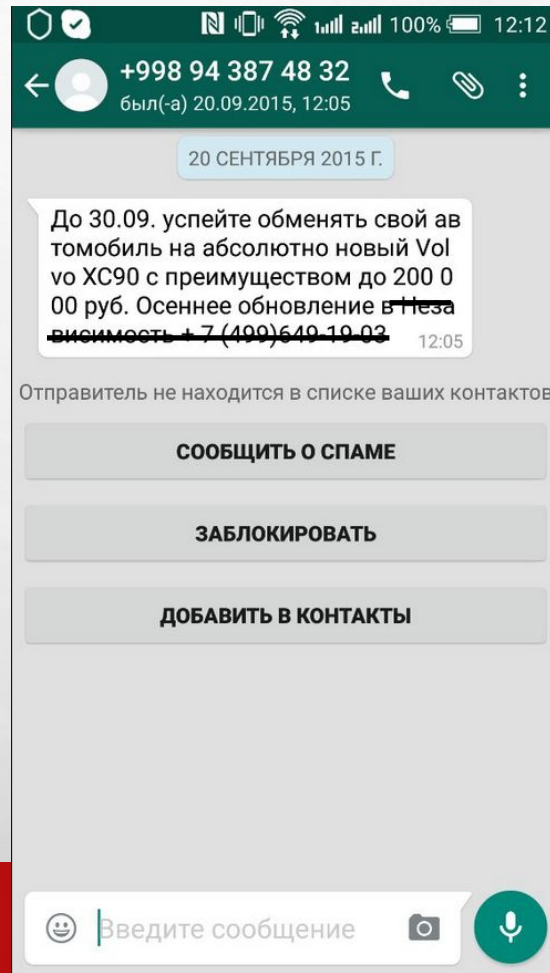 100% 12:12
+998 94 387 48 32
был(-а) 20.09.2015, 12:05
20 СЕНТЯБРЯ 2015 Г.
До 30.09. успейте обменять свой ав
томобиль на абсолютно новый Vol
vo XC90 с преимуществом до 200 0
00 руб. Осеннее обновление в Неза
висимость + 7 (499)649-19-03 12:05
Отправитель не находится в списке ваших контактов
СООБЩИТЬ О СПАМЕ
ЗАБЛОКИРОВАТЬ
ДОБАВИТЬ В КОНТАКТЫ
Введите сообщение